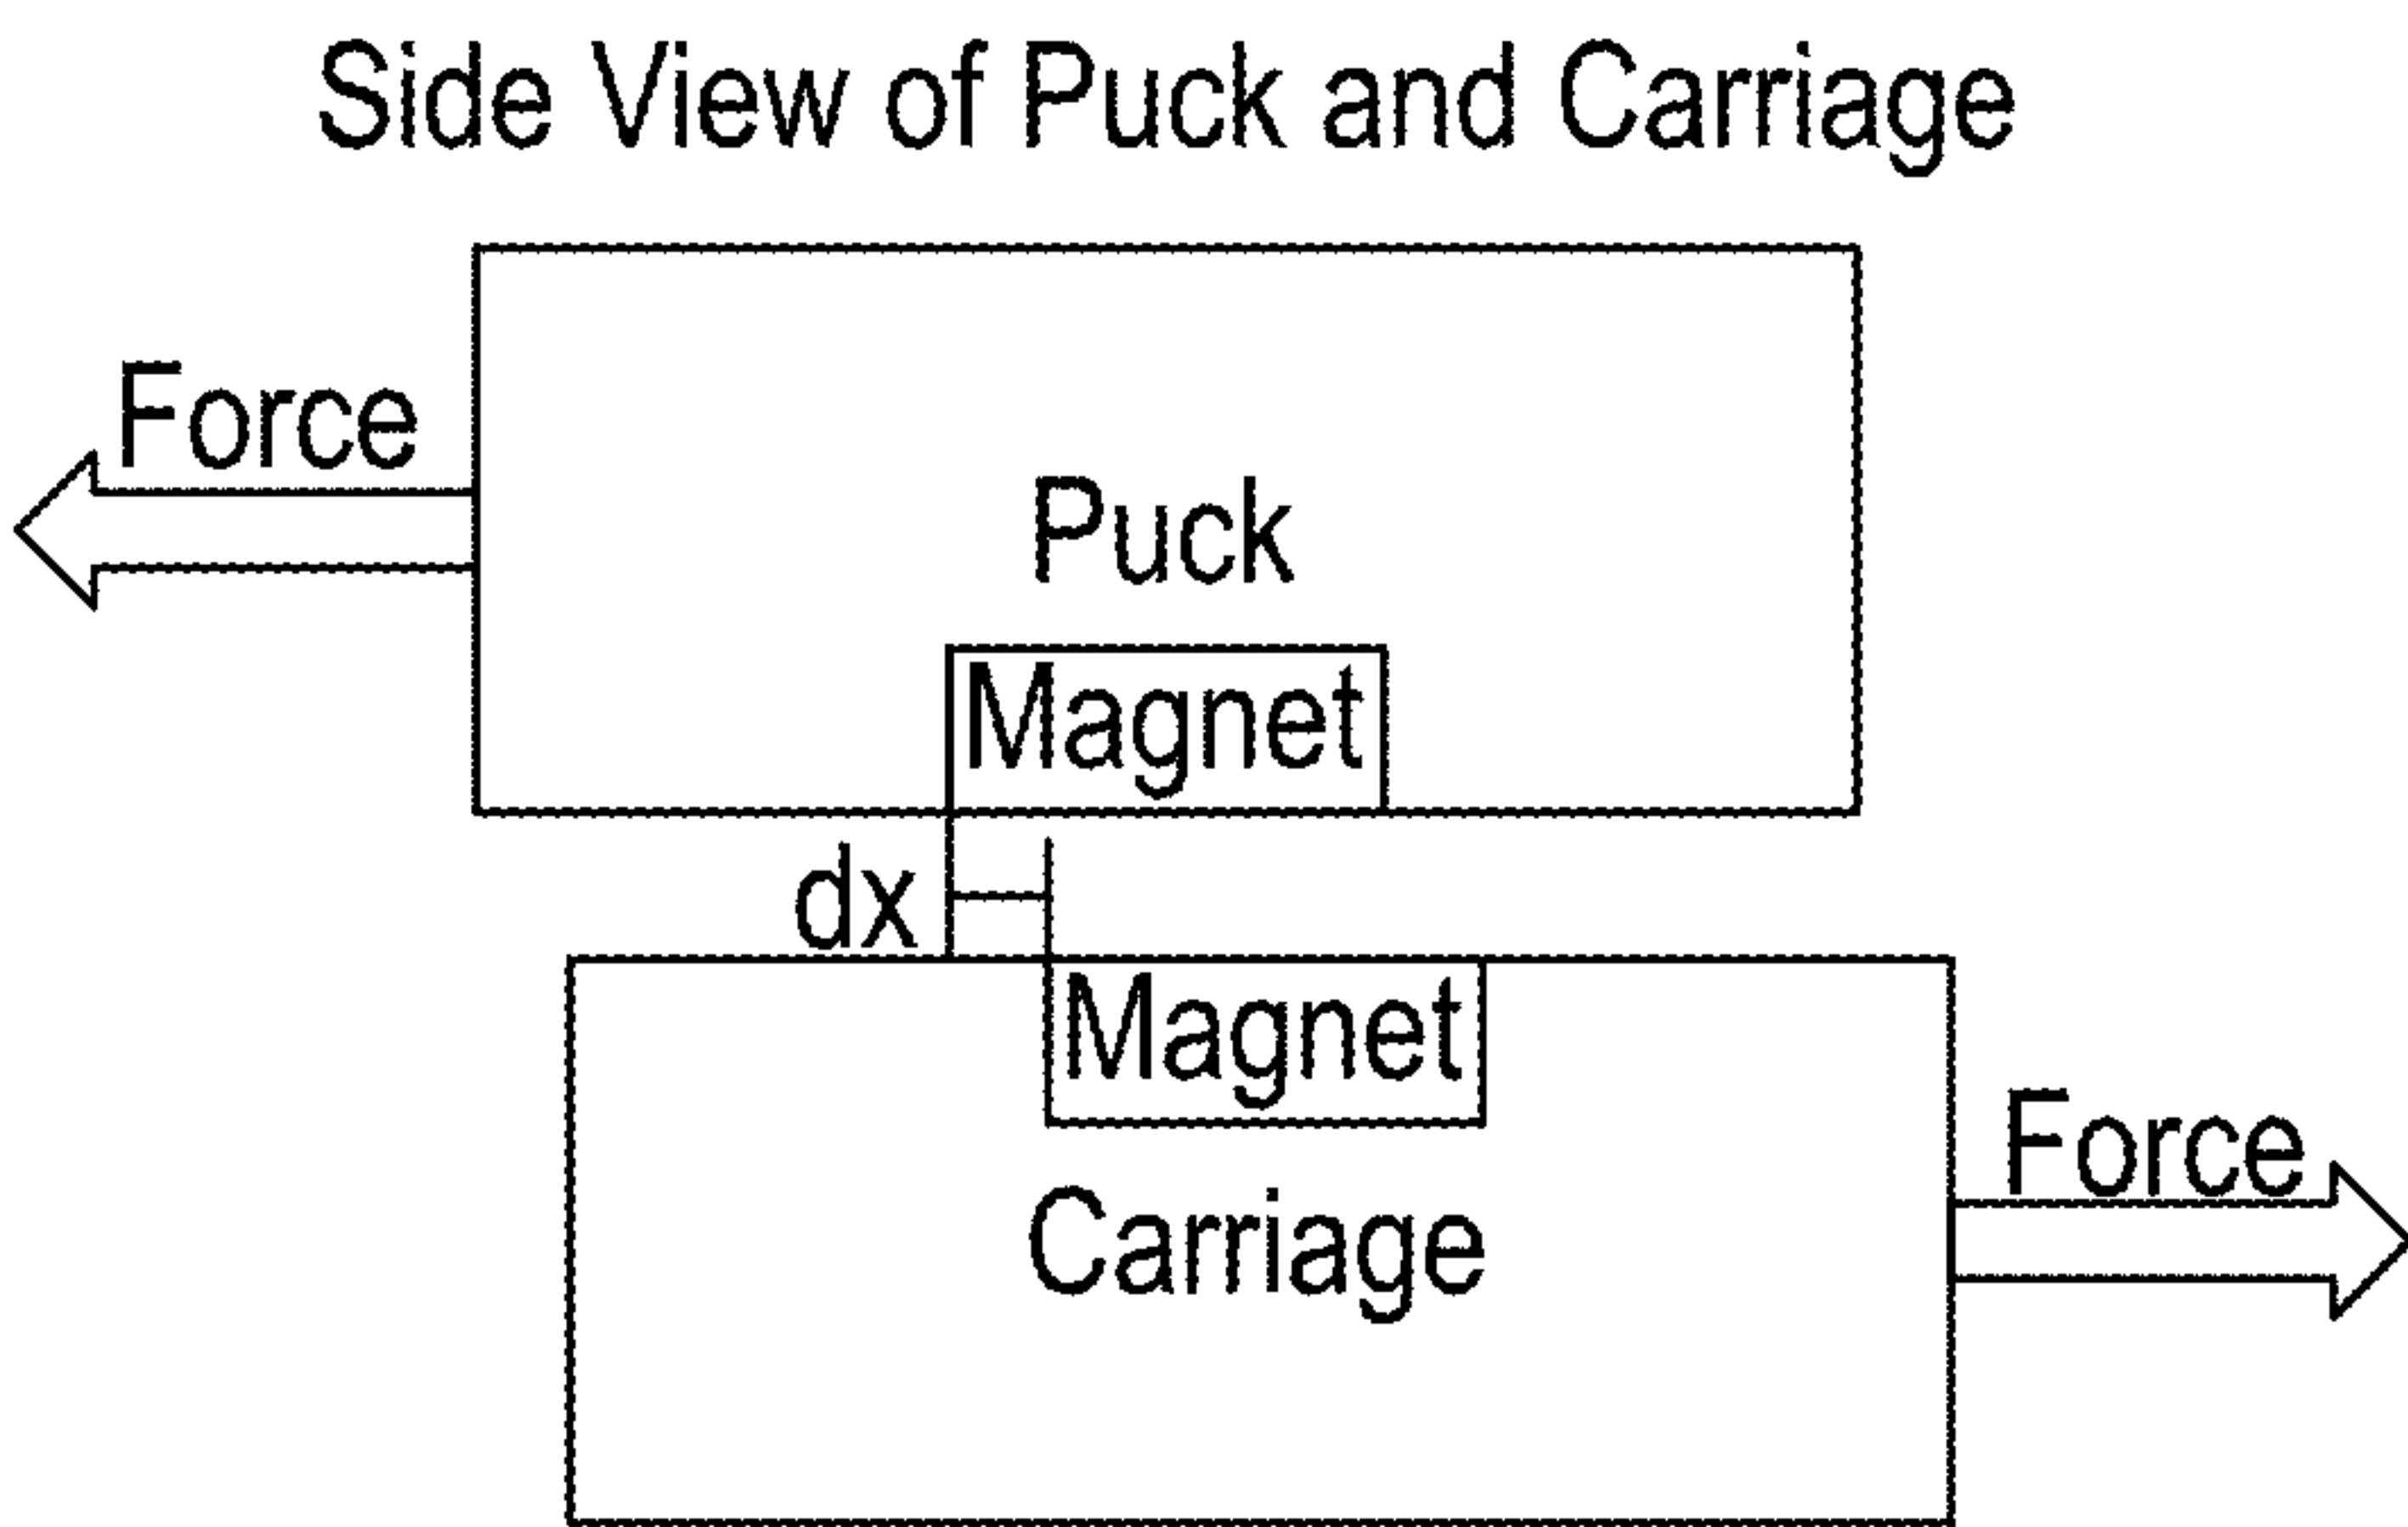 Side View of Puck and Carriage
Force
Puck
Magnet
dx
Magnet
Force
Carriage